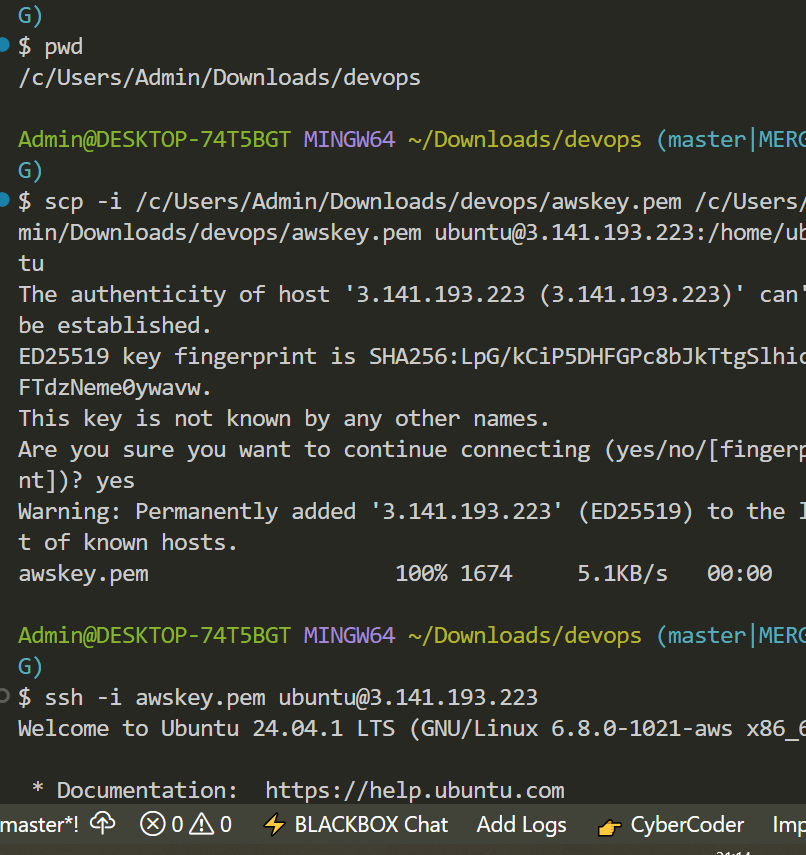 G)
$ pwd
/c/Users/Admin/Downloads/devops
Admin@DESKTOP-74T5BGT MINGW64 ~/Downloads/devops (master|MERG
G)
$ scp -i /c/Users/Admin/Downloads/devops/awskey.pem /c/Users/
min/Downloads/devops/awskey.pem ubuntu@3.141.193.223:/home/ub
tu
The authenticity of host '3.141.193.223 (3.141.193.223)' can'
be established.
ED25519 key fingerprint is SHA256:LpG/kCiP5DHFGPc8bJkTtgSlhic
FTdzNeme0ywavw.
This key is not known by any other names.
Are you sure you want to continue connecting (yes/no/[fingerp
nt])? yes
Warning: Permanently added '3.141.193.223' (ED25519) to the l
t of known hosts.
awskey.pem 100% 1674 5.1KB/s 00:00
Admin@DESKTOP-74T5BGT MINGW64 ~/Downloads/devops (master|MERG
G)
$ ssh -i awskey.pem ubuntu@3.141.193.223
Welcome to Ubuntu 24.04.1 LTS (GNU/Linux 6.8.0-1021-aws x86_6
* Documentation: https://help.ubuntu.com
master*! 0 0 BLACKBOX Chat Add Logs CyberCoder Imp